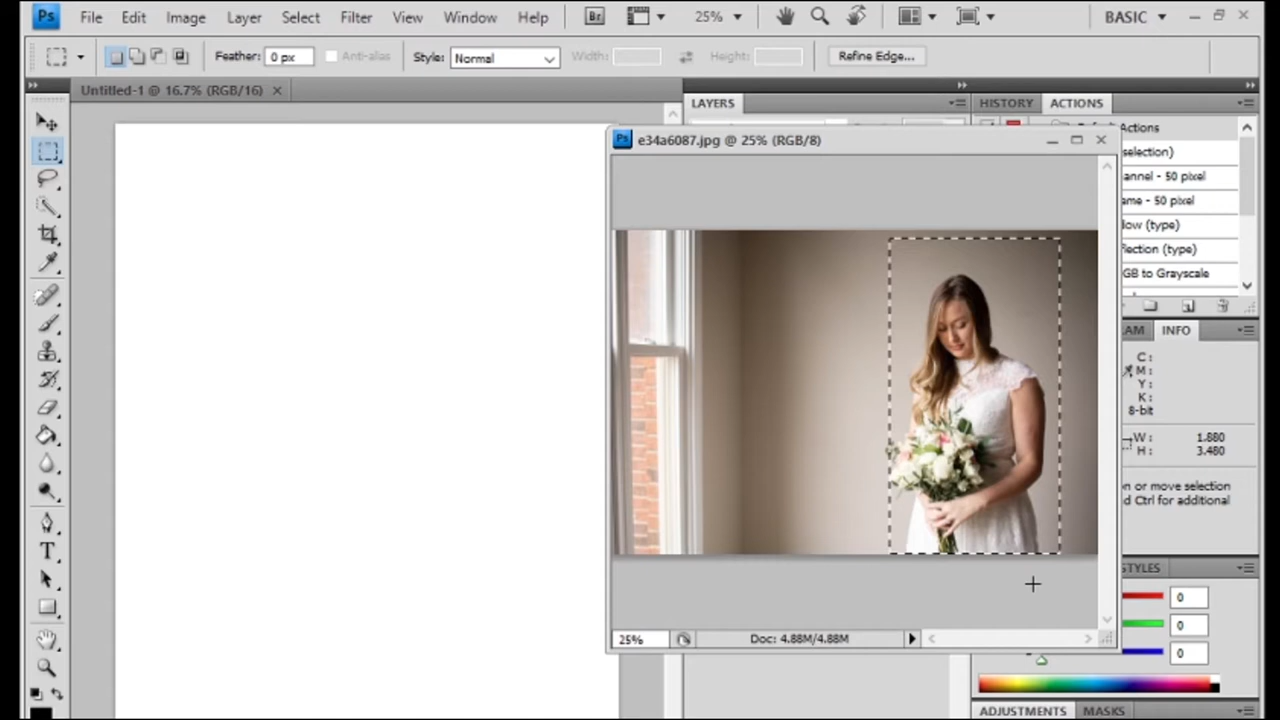 Ps File Edit Image Layer Select Filter View Window Help Br 25% BASIC
Feather: 0 px Anti-alias Style: Normal Width: Height: Refine Edge...
Untitled-1 @ 16.7% (RGB/16) ×
LAYERS
HISTORY ACTIONS
Ps e34a6087.jpg @ 25% (RGB/8)
Actions
selection)
annel - 50 pixel
ame - 50 pixel
low (type)
flection (type)
GB to Grayscale
AM INFO
C:
M:
Y:
K:
8-bit
W: 1.880
H: 3.480
on or move selection
d Ctrl for additional
TYLES
0
0
0
25% Doc: 4.88M/4.88M
T
ADJUSTMENTS MASKS